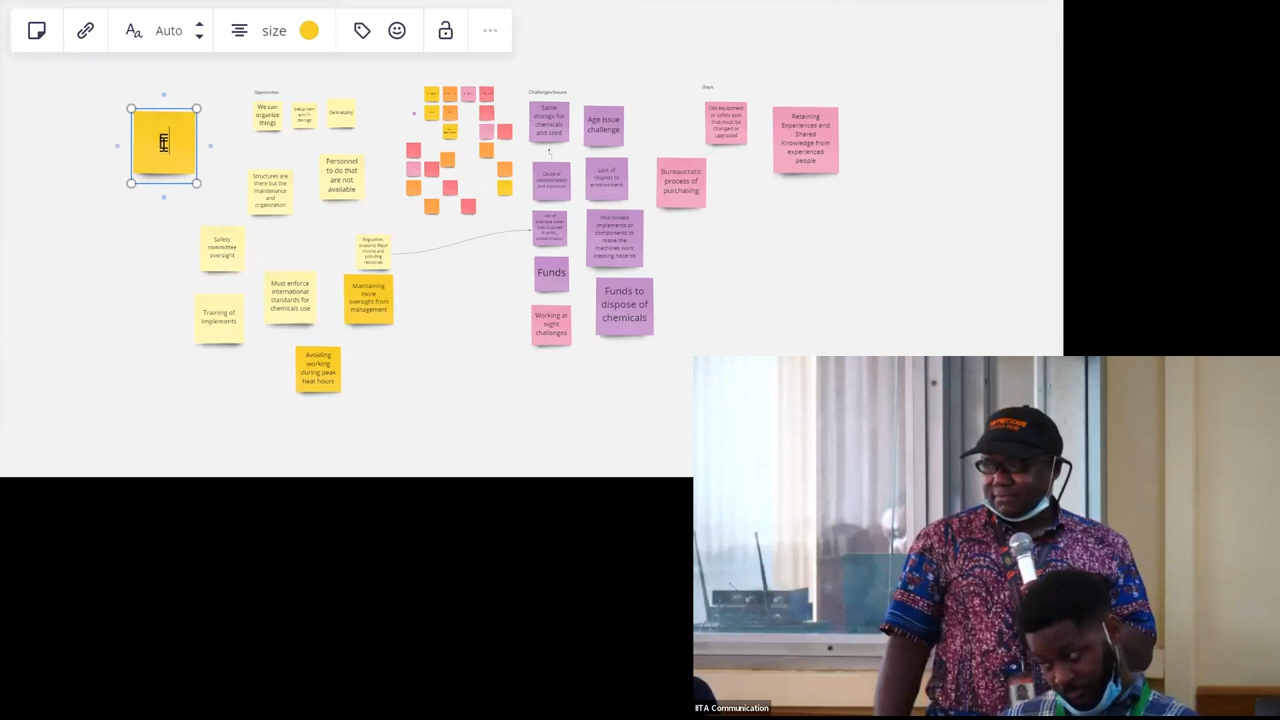 Auto
size
Opportunities
We can
organize
things
Centralizing
Structures are
there but the
maintenance
and
organization
Personnel
to do that
are not
available
Safety
committee
oversight
Must enforce
international
standards for
chemicals use
Maintaining
more
oversight from
management
Training of
implements
Avoiding
working
during peak
heat hours
Challenges/Issues
Same
storage for
chemicals
and seed
Age issue
challenge
Cause of
contamination
and exposure
Lack of
respect to
environment
Improvised
implements or
components to
make the
machines work
creating hazards
Funds
Funds to
dispose of
chemicals
Working at
night
challenges
Gaps
Old equipment
or safety gear
that must be
changed or
upgraded
Retaining
Experiences and
Shared
Knowledge from
experienced
people
Bureaucratic
process of
purchasing
IITA Communication